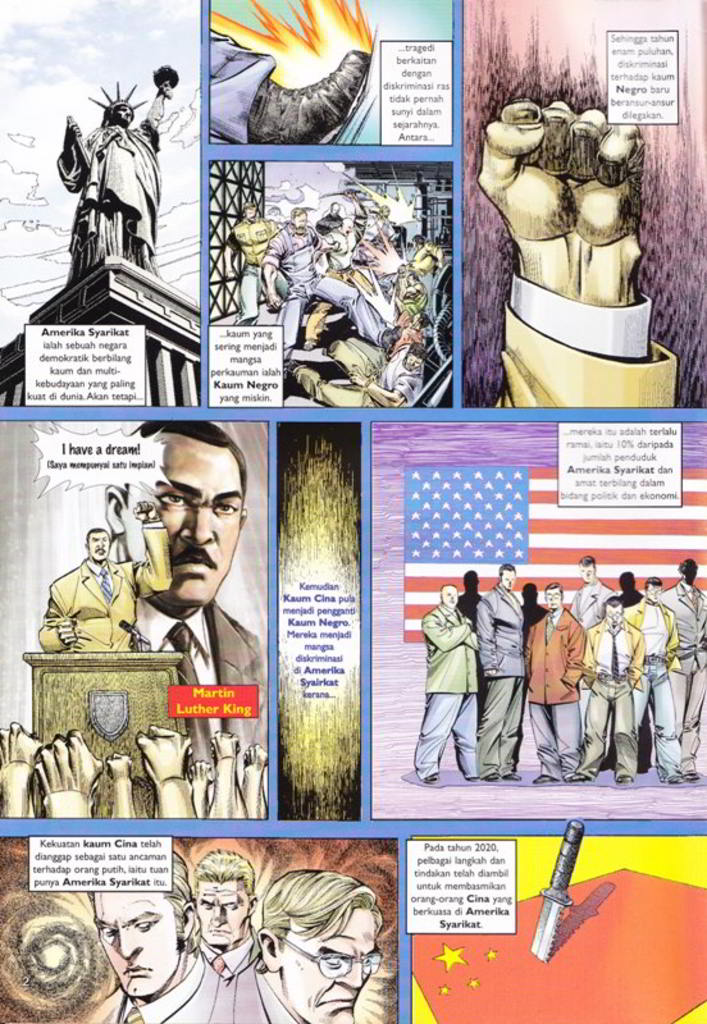 Amerika Syarikat
ialah sebuah negara
demokratik berbilang
kaum dan multi-
kebudayaan yang paling
kuat di dunia. Akan tetapi...
...tragedi
berkaitan
dengan
diskriminasi ras
tidak pernah
sunyi dalam
sejarahnya.
Antara...
...kaum yang
sering menjadi
mangsa
perkauman ialah
Kaum Negro
yang miskin.
Sehingga tahun
enam puluhan,
diskriminasi
terhadap kaum
Negro baru
beransur-ansur
dilegakan.
I have a dream!
(Saya mempunyai satu impian)
Martin
Luther King
Kemudian
Kaum Cina pula
menjadi pengganti
Kaum Negro.
Mereka menjadi
mangsa
diskriminasi
di Amerika
Syairkat
kerana...
...mereka itu adalah terlalu
ramai, iaitu 10% daripada
jumlah penduduk
Amerika Syarikat dan
amat terbilang dalam
bidang politik dan ekonomi.
Kekuatan kaum Cina telah
dianggap sebagai satu ancaman
terhadap orang putih, iaitu tuan
punya Amerika Syarikat itu.
Pada tahun 2020,
pelbagai langkah dan
tindakan telah diambil
untuk membasmikan
orang-orang Cina yang
berkuasa di Amerika
Syarikat.
2